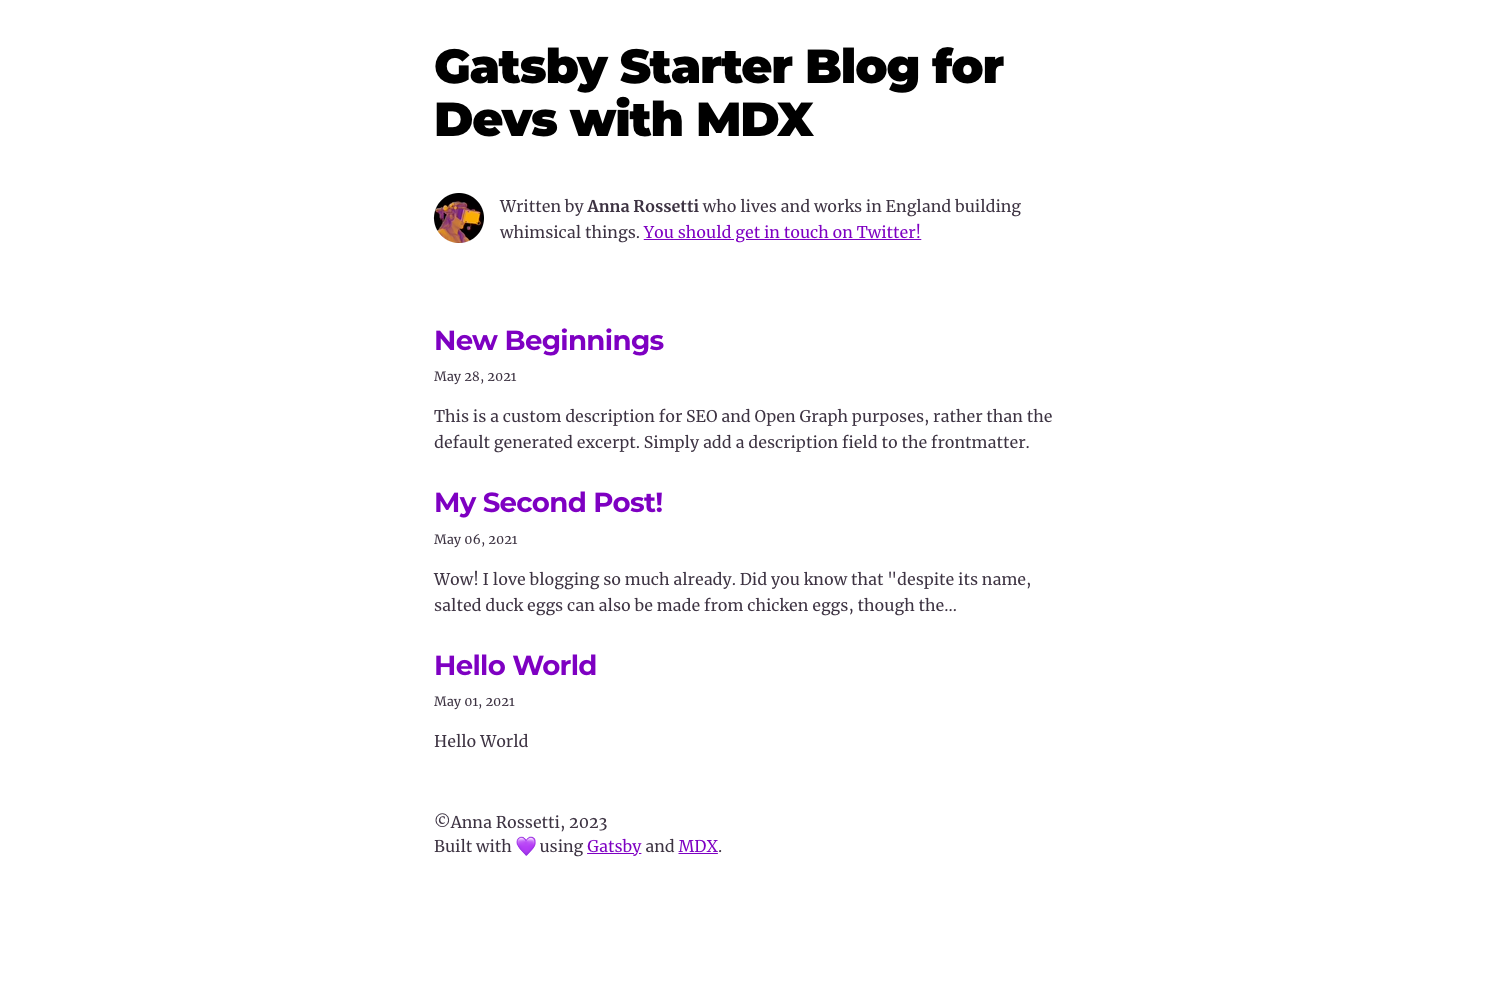 Gatsby Starter Blog for
Devs with MDX
Written by Anna Rossetti who lives and works in England building
whimsical things. You should get in touch on Twitter!
New Beginnings
May 28, 2021
This is a custom description for SEO and Open Graph purposes, rather than the
default generated excerpt. Simply add a description field to the frontmatter.
My Second Post!
May 06, 2021
Wow! I love blogging so much already. Did you know that "despite its name,
salted duck eggs can also be made from chicken eggs, though the…
Hello World
May 01, 2021
Hello World
©Anna Rossetti, 2023
Built with 💜 using Gatsby and MDX.